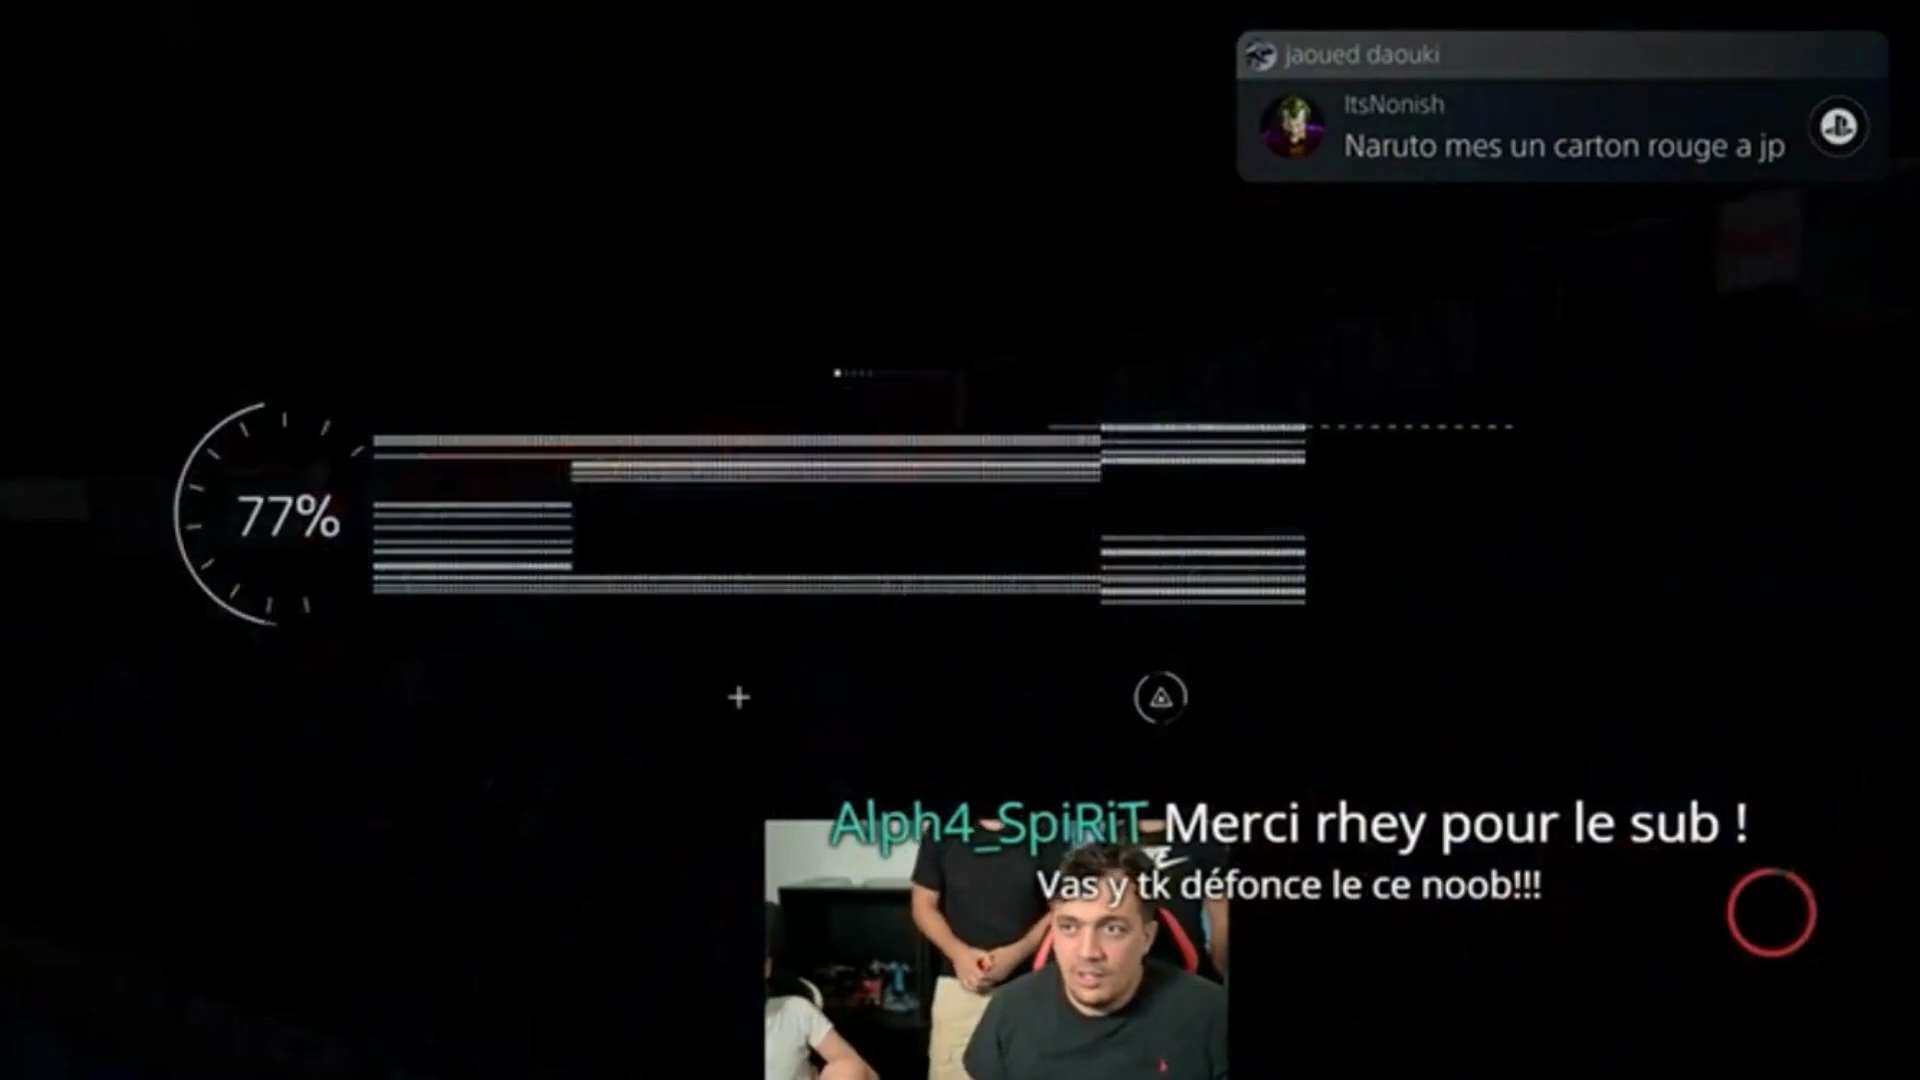 jaoued daouki
ItsNonish
Naruto mes un carton rouge a jp
77%
Alph4_SpiRiT Merci rhey pour le sub !
Vas y tk défonce le ce noob!!!